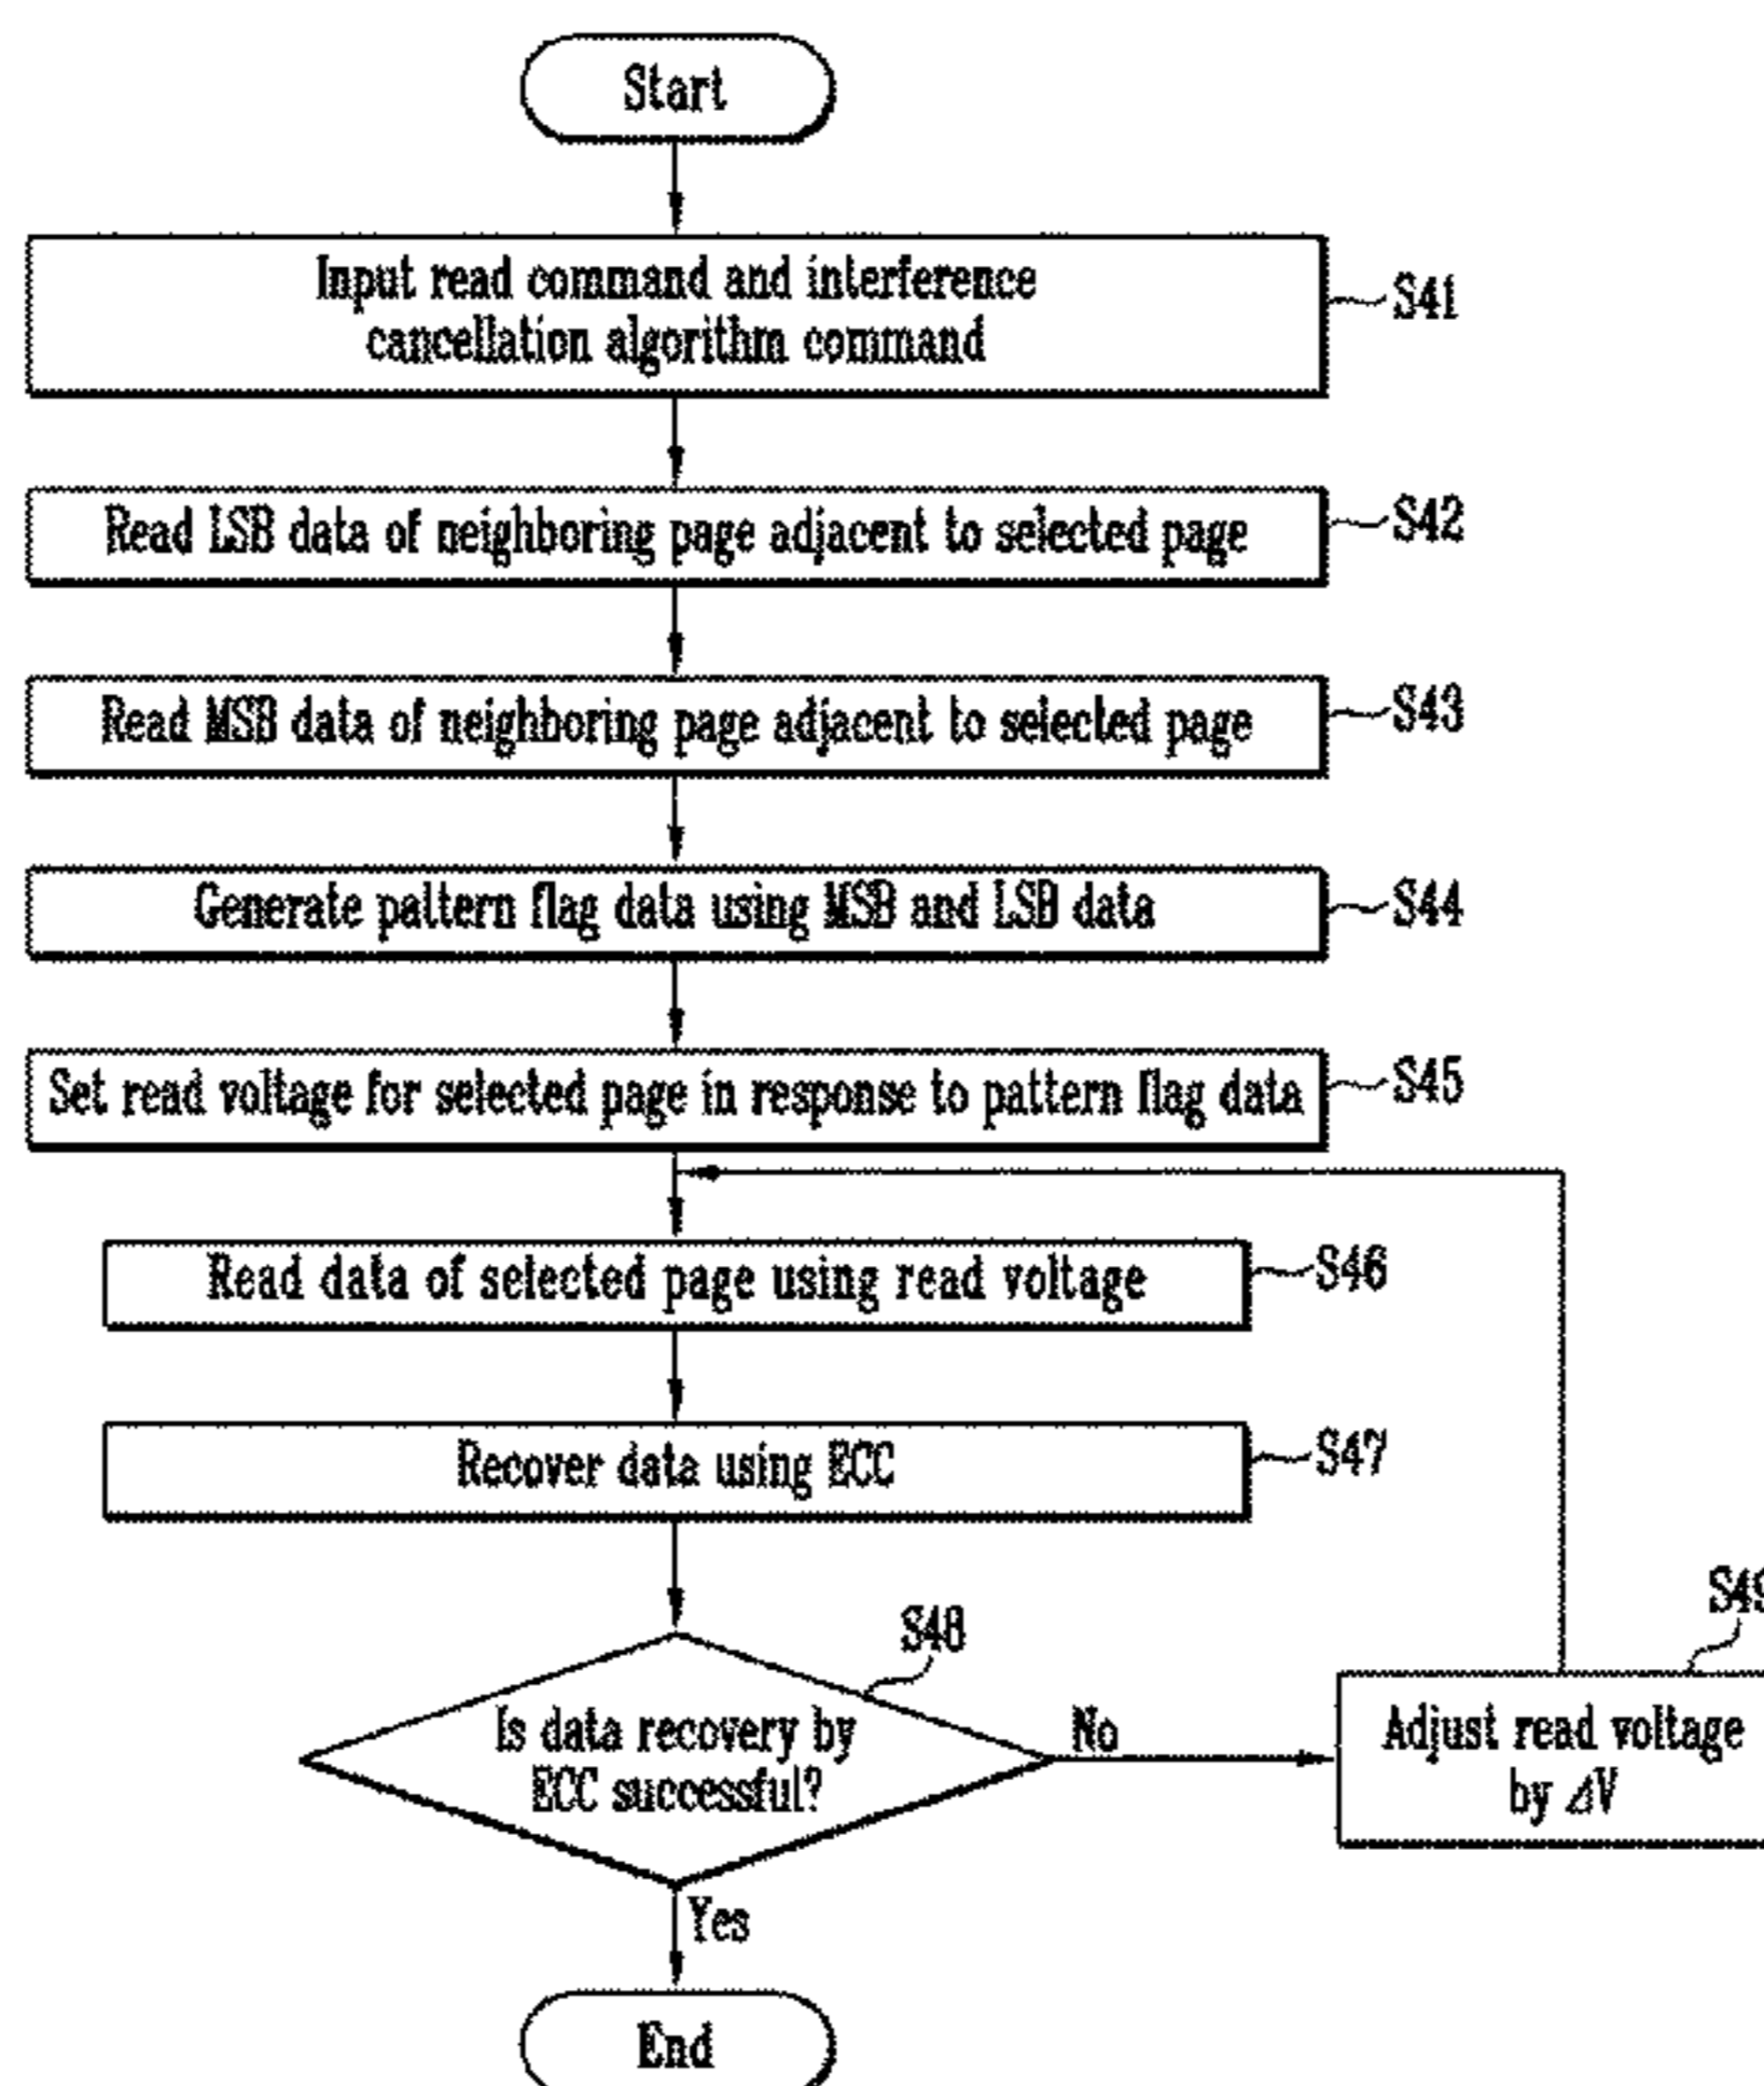 Start
Input read command and interference
cancellation algorithm command
S41
Read LSB data of neighboring page adjacent to selected page
S42
Read MSB data of neighboring page adjacent to selected page
S43
Generate pattern flag data using MSB and LSB data
S44
Set read voltage for selected page in response to pattern flag data
S45
Read data of selected page using read voltage
S46
Recover data using ECC
S47
S48
Is data recovery by
ECC successful?
No
S49
Adjust read voltage
by ΔV
Yes
End